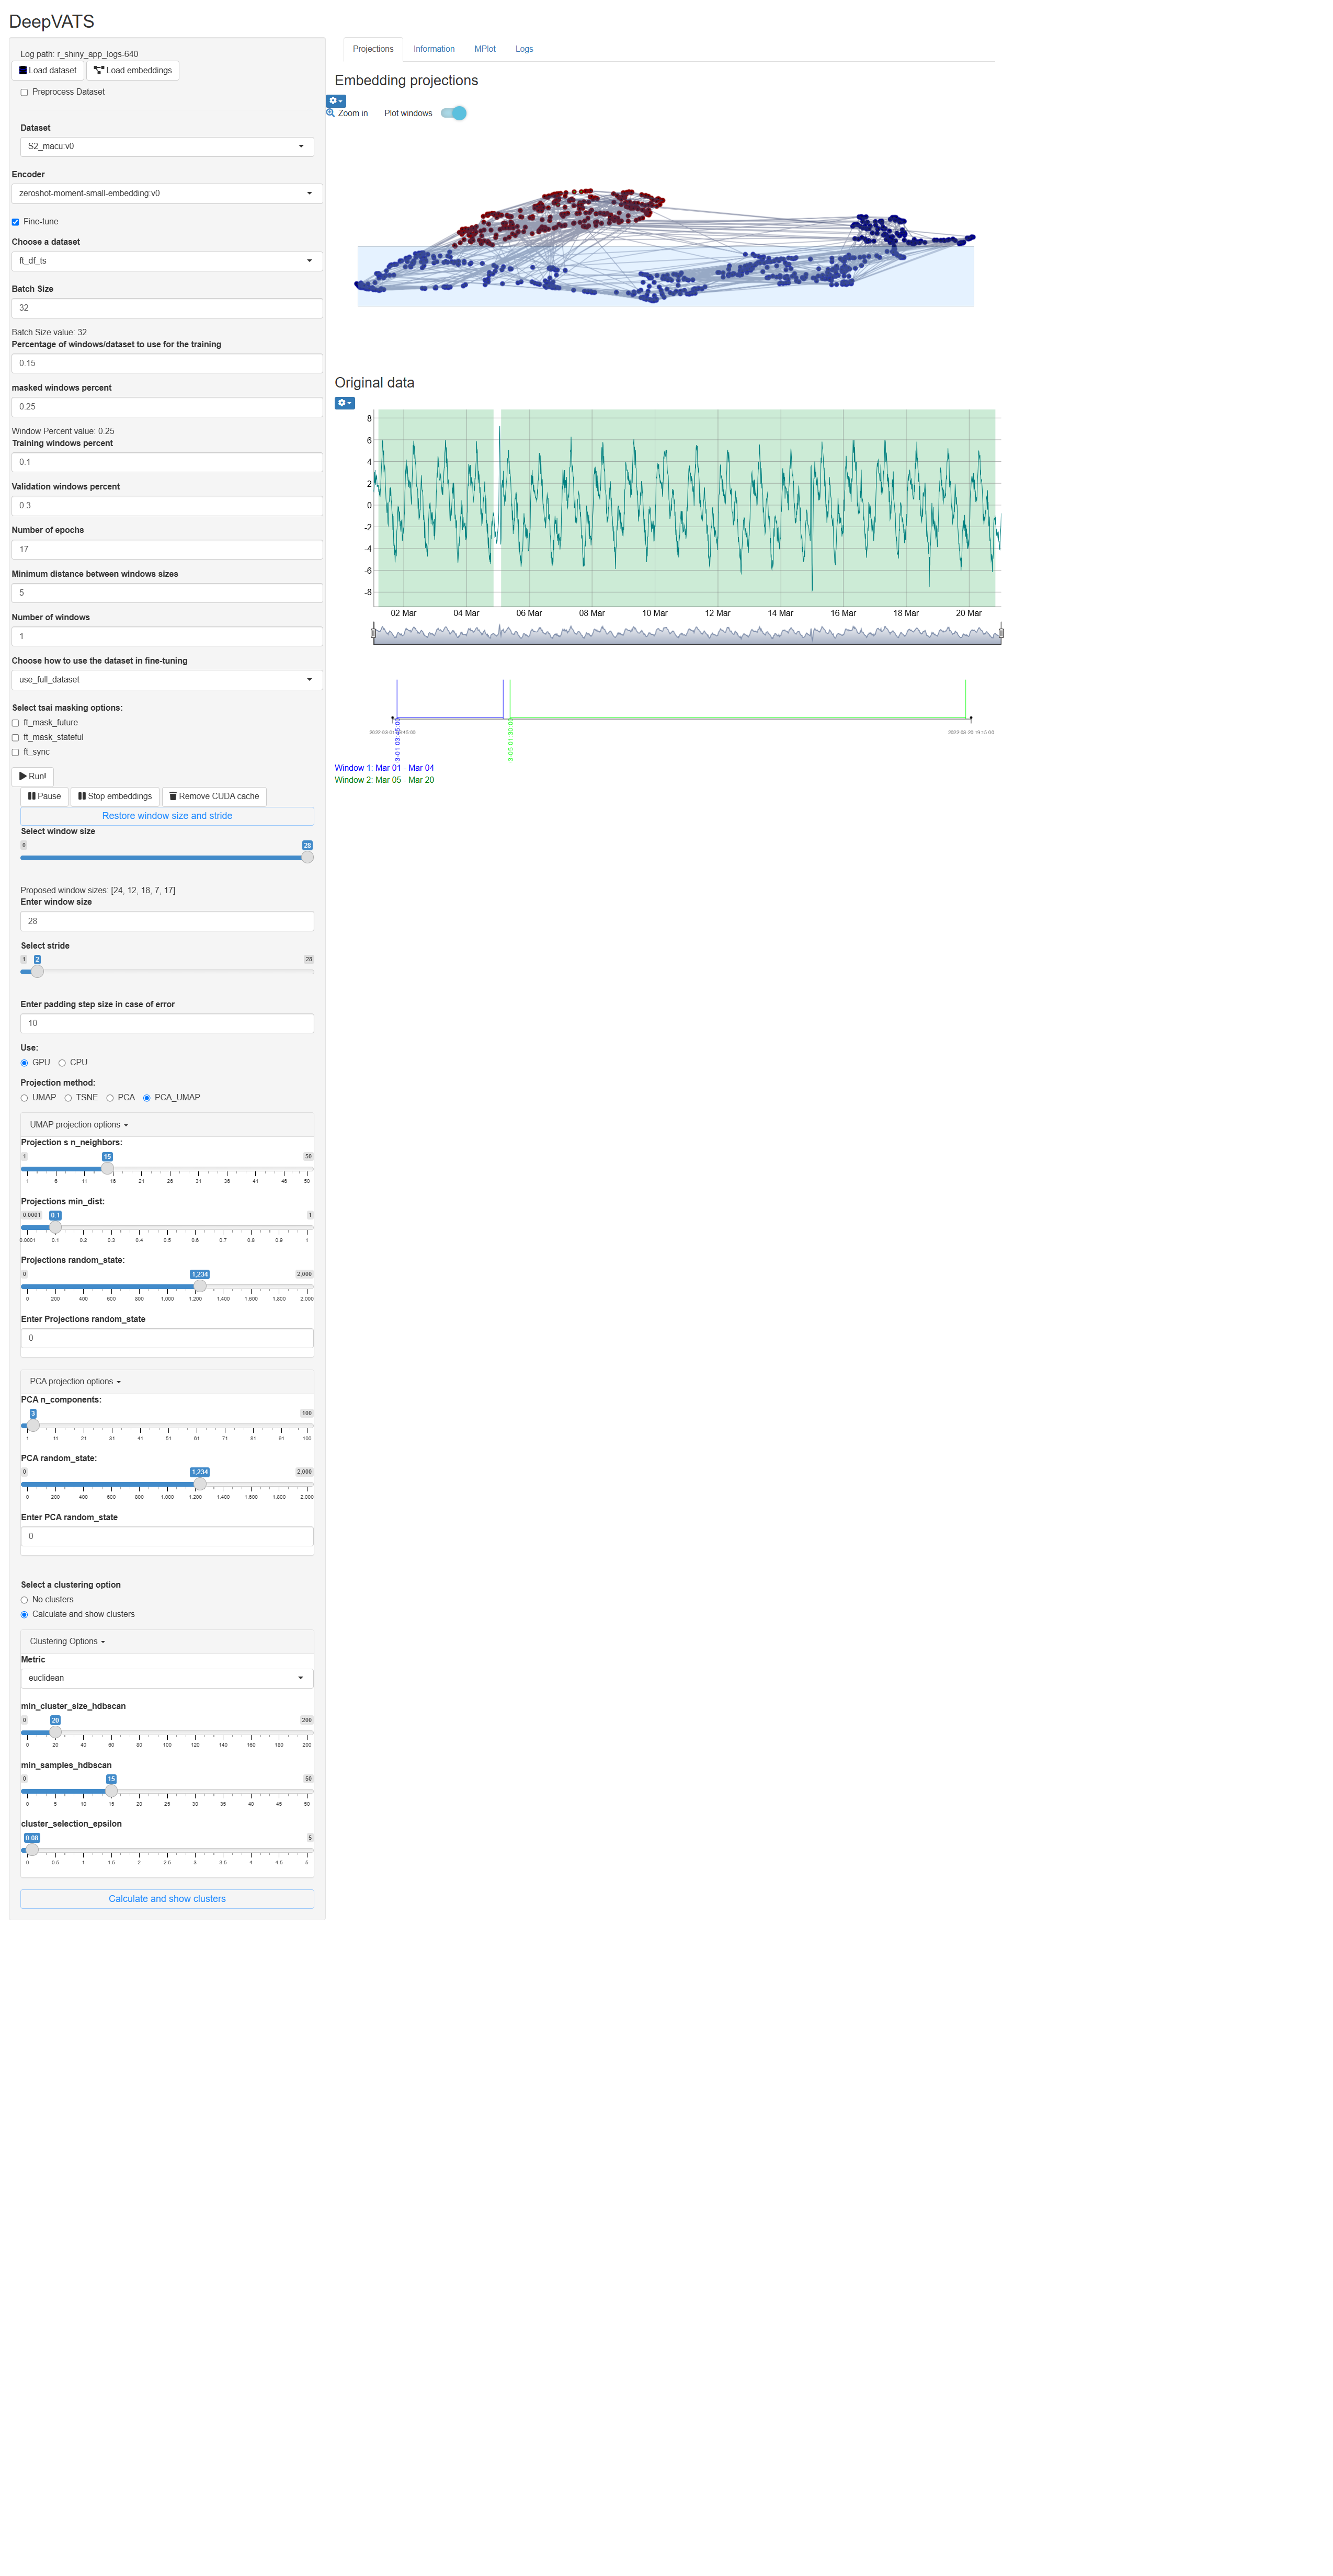 DeepVATS
Log path: r_shiny_app_logs-640
Load dataset
Load embeddings
Preprocess Dataset
Dataset
S2_macu:v0
Encoder
zeroshot-moment-small-embedding:v0
Fine-tune
Choose a dataset
ft_df_ts
Batch Size
32
Batch Size value: 32
Percentage of windows/dataset to use for the training
0.15
masked windows percent
0.25
Window Percent value: 0.25
Training windows percent
0.1
Validation windows percent
0.3
Number of epochs
17
Minimum distance between windows sizes
5
Number of windows
1
Choose how to use the dataset in fine-tuning
use_full_dataset
Select tsai masking options:
ft_mask_future
ft_mask_stateful
ft_sync
Run!
Pause
Stop embeddings
Remove CUDA cache
Restore window size and stride
Select window size
0 28
Proposed window sizes: [24, 12, 18, 7, 17]
Enter window size
28
Select stride
1 2 28
Enter padding step size in case of error
10
Use:
GPU CPU
Projection method:
UMAP TSNE PCA PCA_UMAP
UMAP projection options
Projection s n_neighbors:
1 15 50
1 6 11 16 21 26 31 36 41 46 50
Projections min_dist:
0.0001 0.1 1
0.0001 0.1 0.2 0.3 0.4 0.5 0.6 0.7 0.8 0.9 1
Projections random_state:
0 1,234 2,000
0 200 400 600 800 1,000 1,200 1,400 1,600 1,800 2,000
Enter Projections random_state
0
PCA projection options
PCA n_components:
3 100
1 11 21 31 41 51 61 71 81 91 100
PCA random_state:
0 1,234 2,000
0 200 400 600 800 1,000 1,200 1,400 1,600 1,800 2,000
Enter PCA random_state
0
Select a clustering option
No clusters
Calculate and show clusters
Clustering Options
Metric
euclidean
min_cluster_size_hdbscan
0 20 200
0 20 40 60 80 100 120 140 160 180 200
min_samples_hdbscan
0 15 50
0 5 10 15 20 25 30 35 40 45 50
cluster_selection_epsilon
0.08 5
0 0.5 1 1.5 2 2.5 3 3.5 4 4.5 5
Calculate and show clusters
Projections Information MPlot Logs
Embedding projections
Zoom in Plot windows
Original data
8
6
4
2
0
-2
-4
-6
-8
02 Mar 04 Mar 06 Mar 08 Mar 10 Mar 12 Mar 14 Mar 16 Mar 18 Mar 20 Mar
3-01 03:45:00
3-05 01:30:00
Window 1: Mar 01 - Mar 04
Window 2: Mar 05 - Mar 20